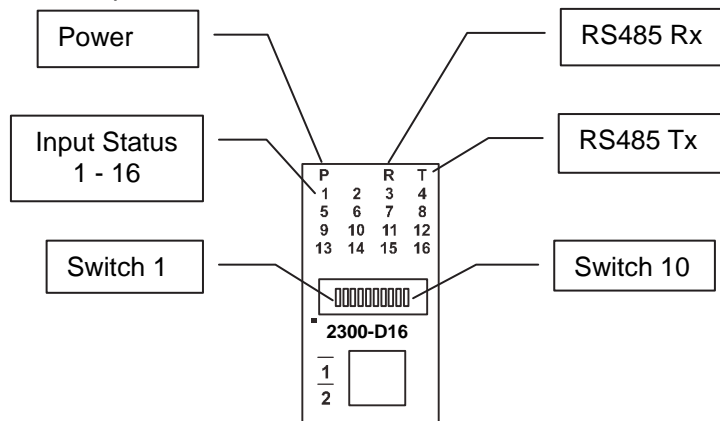 Power
RS485 Rx
Input Status
1 - 16
RS485 Tx
P R T
1 2 3 4
5 6 7 8
9 10 11 12
13 14 15 16
Switch 1
Switch 10
2300-D16
1
2